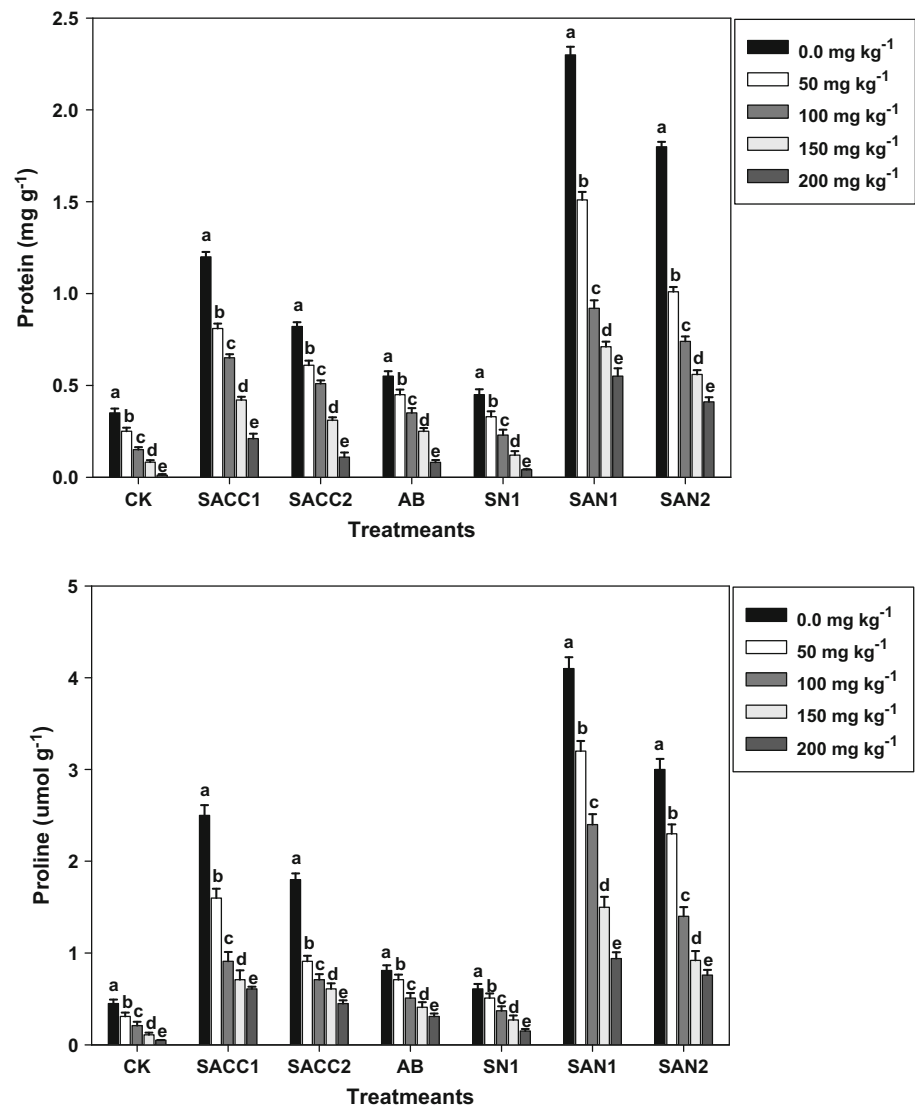 Protein (mg g⁻¹)
2.5
2.0
1.5
1.0
0.5
0.0
a b c d e
a b c d e
a b c d e
a b c d e
a b c d e
a b c d e
a b c d e
CK SACC1 SACC2 AB SN1 SAN1 SAN2
Treatmeants
0.0 mg kg⁻¹
50 mg kg⁻¹
100 mg kg⁻¹
150 mg kg⁻¹
200 mg kg⁻¹
Proline (umol g⁻¹)
5
4
3
2
1
0
a b c d e
a b c d e
a b c d e
a b c d e
a b c d e
a b c d e
a b c d e
CK SACC1 SACC2 AB SN1 SAN1 SAN2
Treatmeants
0.0 mg kg⁻¹
50 mg kg⁻¹
100 mg kg⁻¹
150 mg kg⁻¹
200 mg kg⁻¹